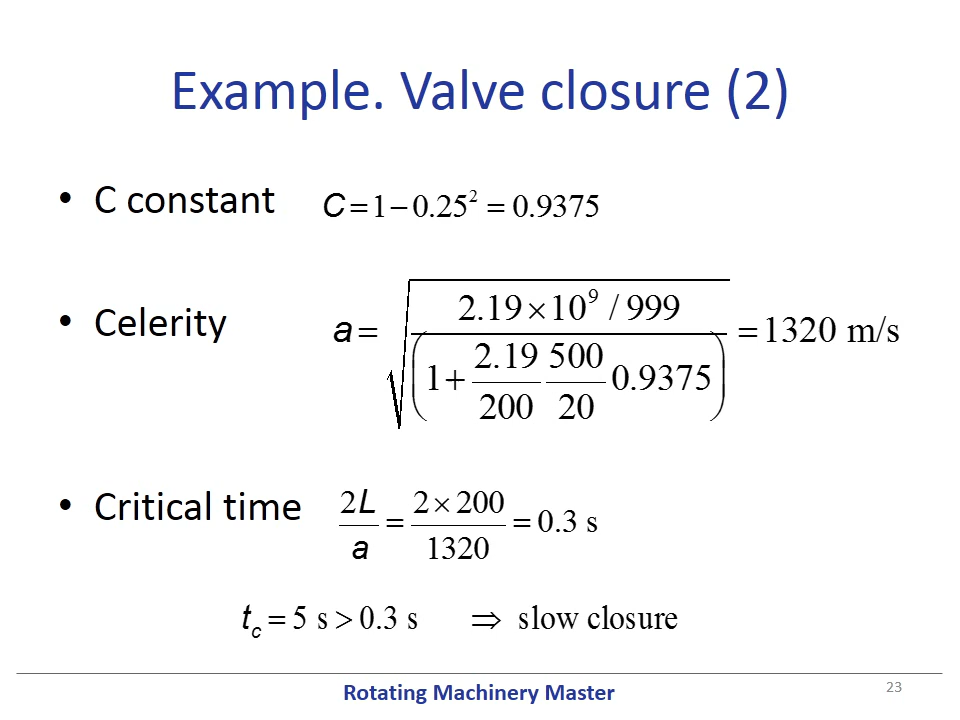 Example. Valve closure (2)
• C constant C = 1 − 0.25² = 0.9375
• Celerity a = √((2.19 × 10⁹ / 999) / (1 + (2.19/200) (500/20) 0.9375)) = 1320 m/s
• Critical time 2L/a = (2 × 200)/1320 = 0.3 s
t_c = 5 s > 0.3 s ⇒ slow closure
Rotating Machinery Master
23